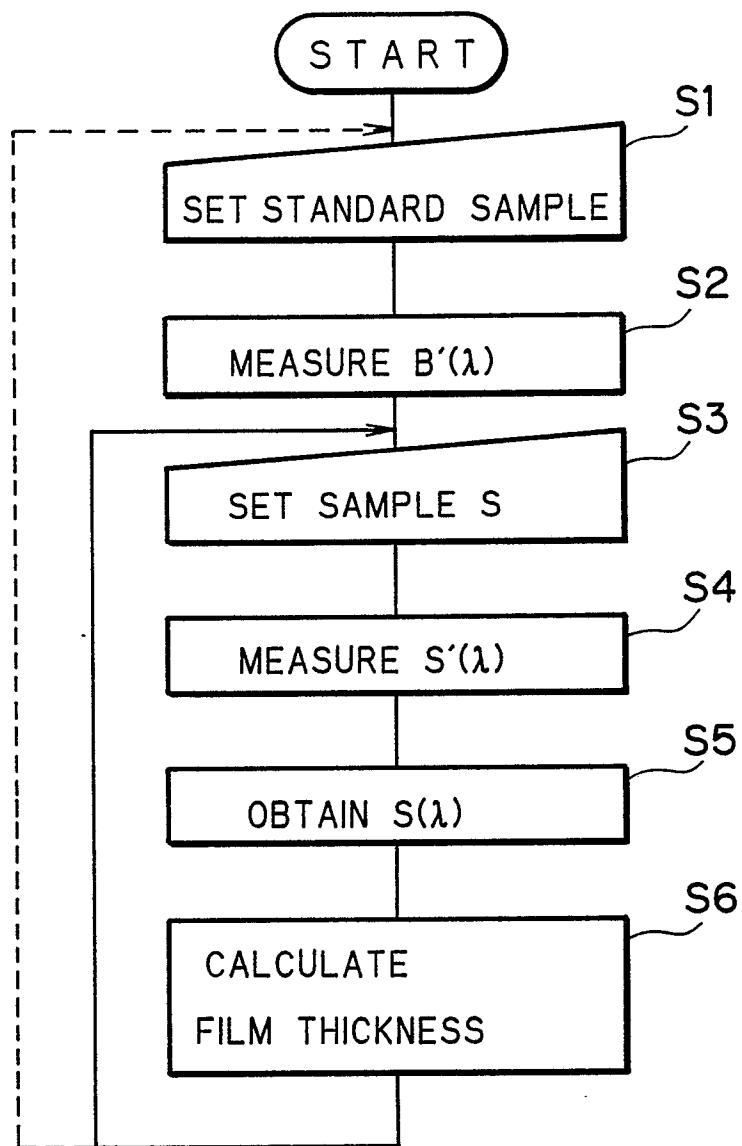 START
S1
SET STANDARD SAMPLE
S2
MEASURE B′(λ)
S3
SET SAMPLE S
S4
MEASURE S′(λ)
S5
OBTAIN S(λ)
S6
CALCULATE
FILM THICKNESS